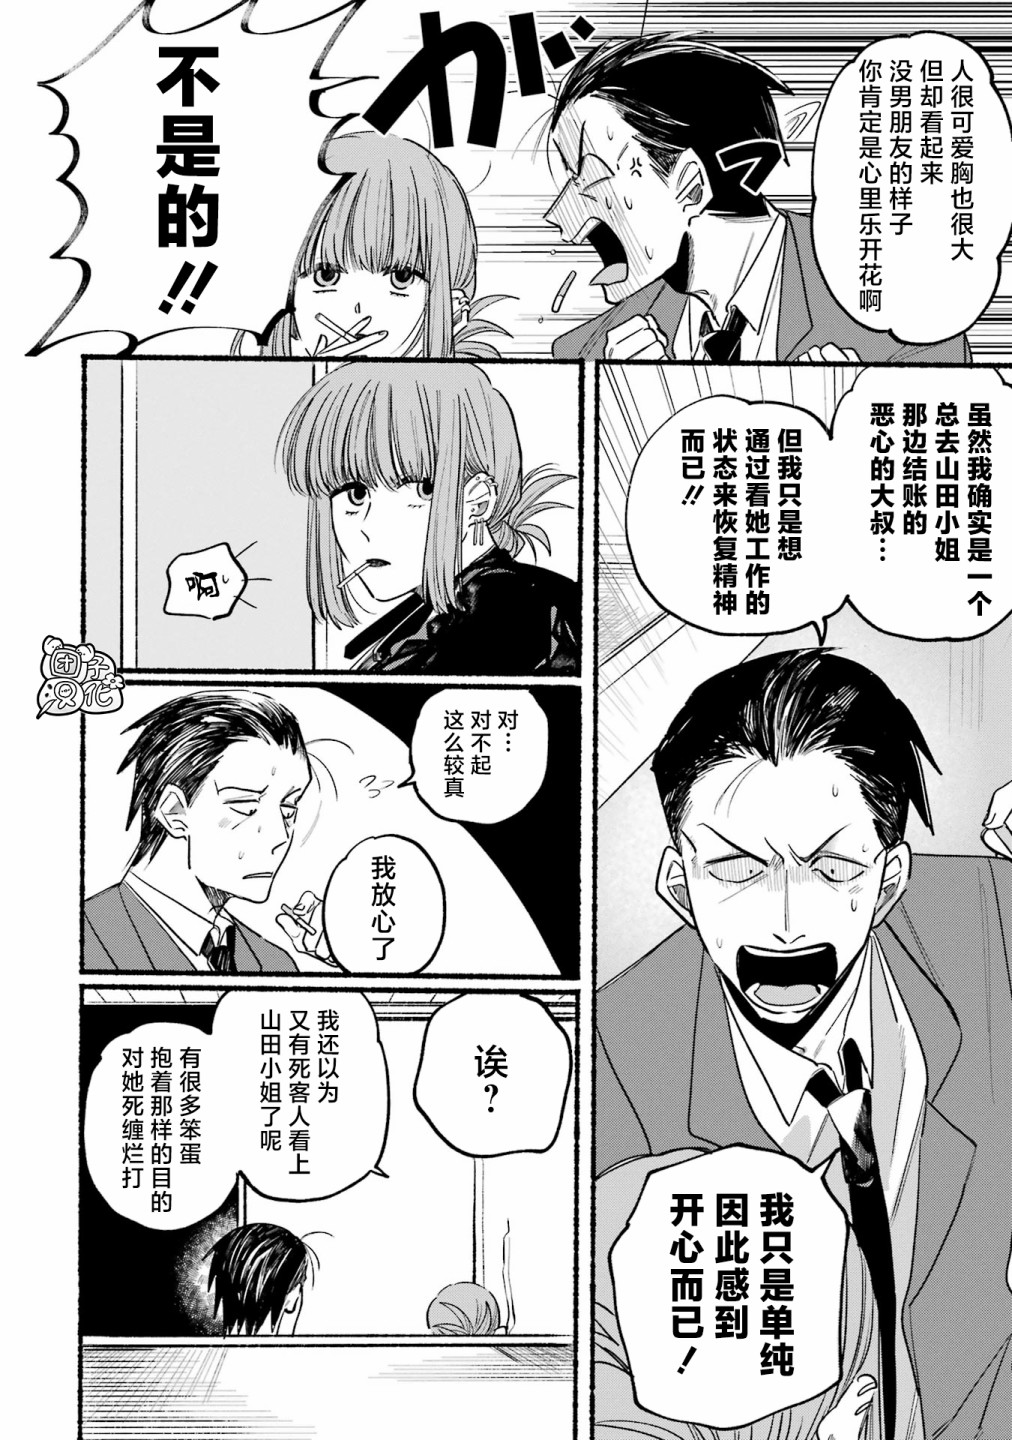 人很可爱胸也很大
但却看起来
没男朋友的样子
你肯定是心里乐开花啊
がばっ
不是的!!
虽然我确实是一个
总去山田小姐
那边结账的
恶心的大叔…
但我只是想
通过看她工作的
状态来恢复精神
而已!!
我只是单纯
因此感到
开心而已!
啊
对…
对不起
这么较真
我放心了
诶?
我还以为
又有死客人看上
山田小姐了呢
有很多笨蛋
抱着那样的目的
对她死缠烂打
团子
汉化